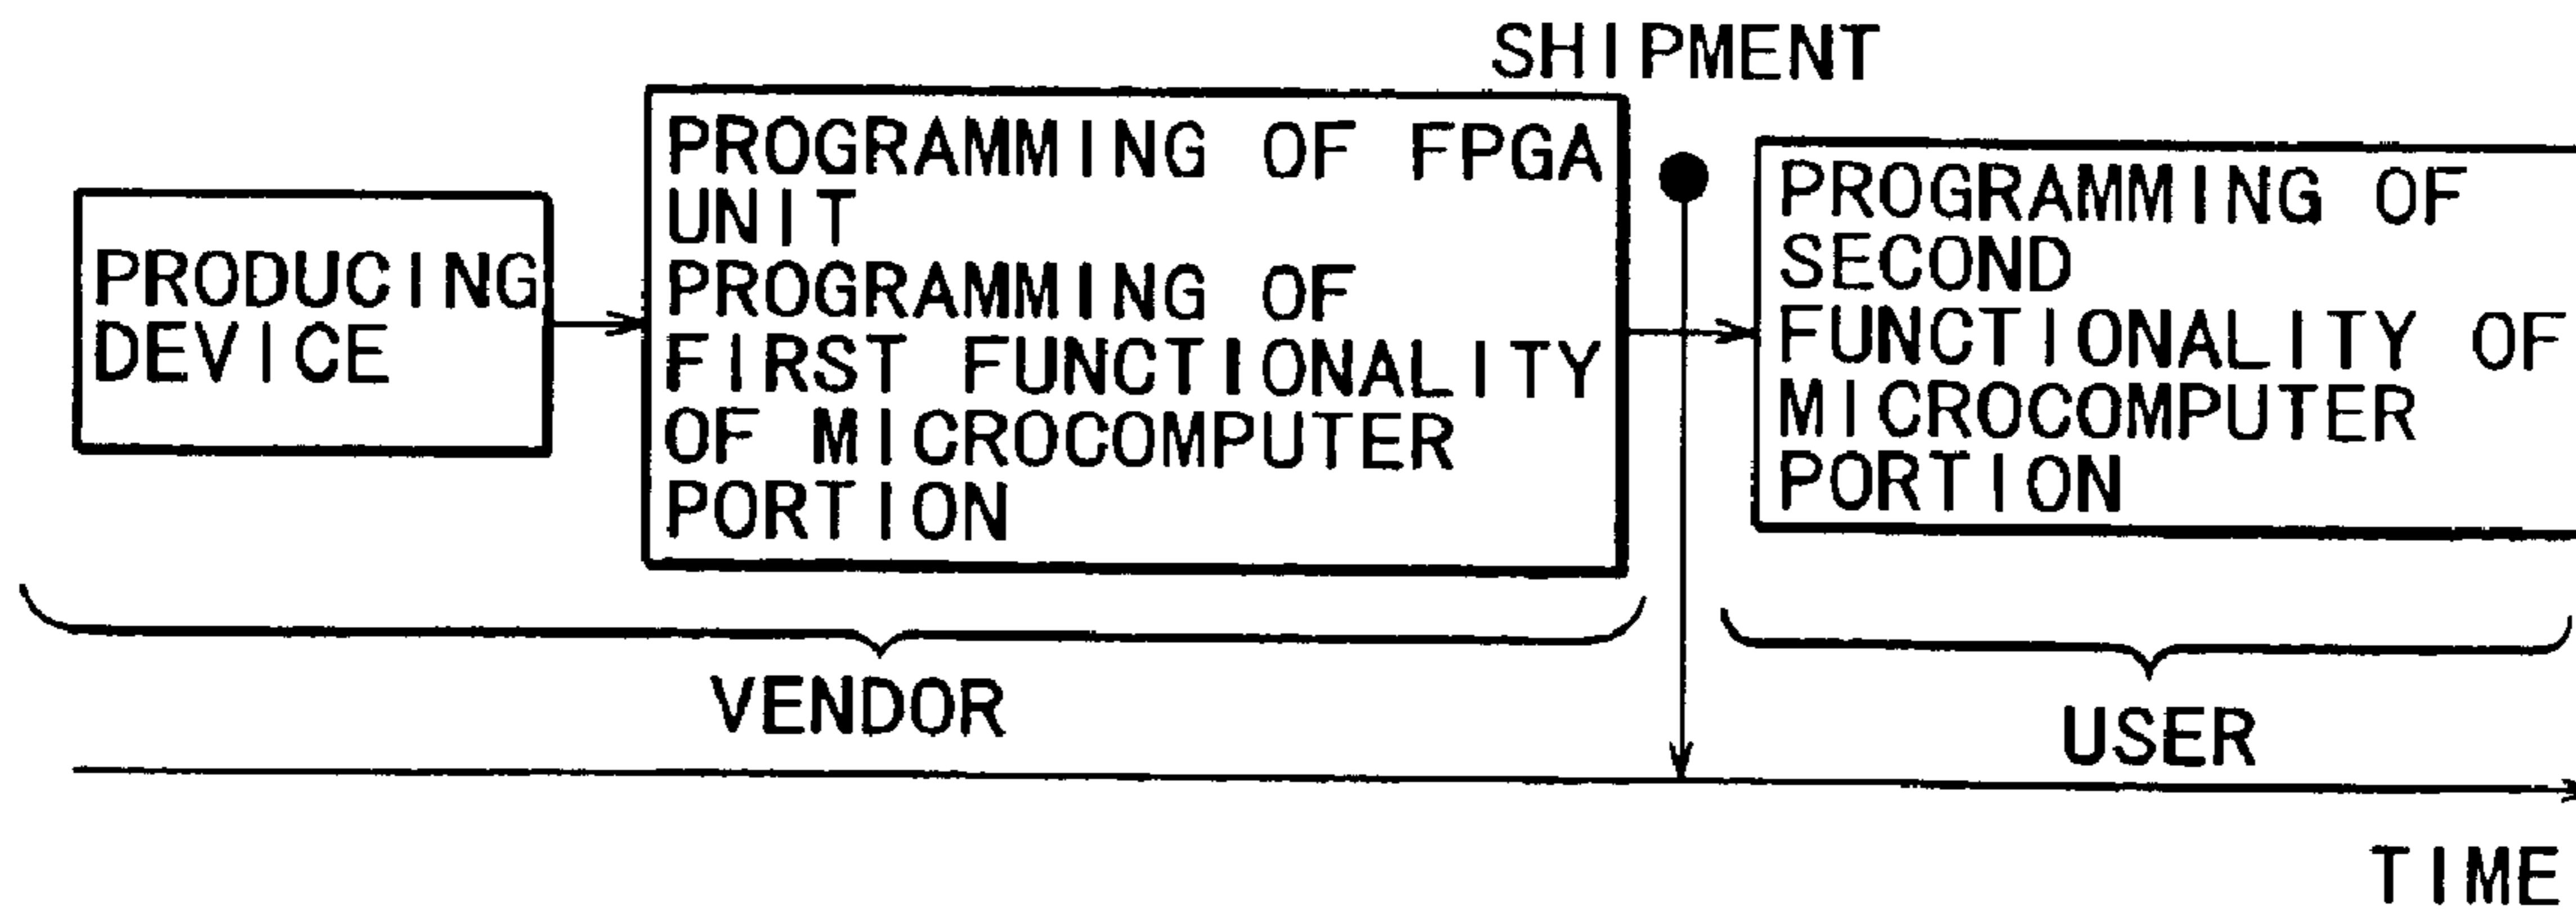 SHIPMENT
PRODUCING
DEVICE
PROGRAMMING OF FPGA
UNIT
PROGRAMMING OF
FIRST FUNCTIONALITY
OF MICROCOMPUTER
PORTION
PROGRAMMING OF
SECOND
FUNCTIONALITY OF
MICROCOMPUTER
PORTION
VENDOR
USER
TIME